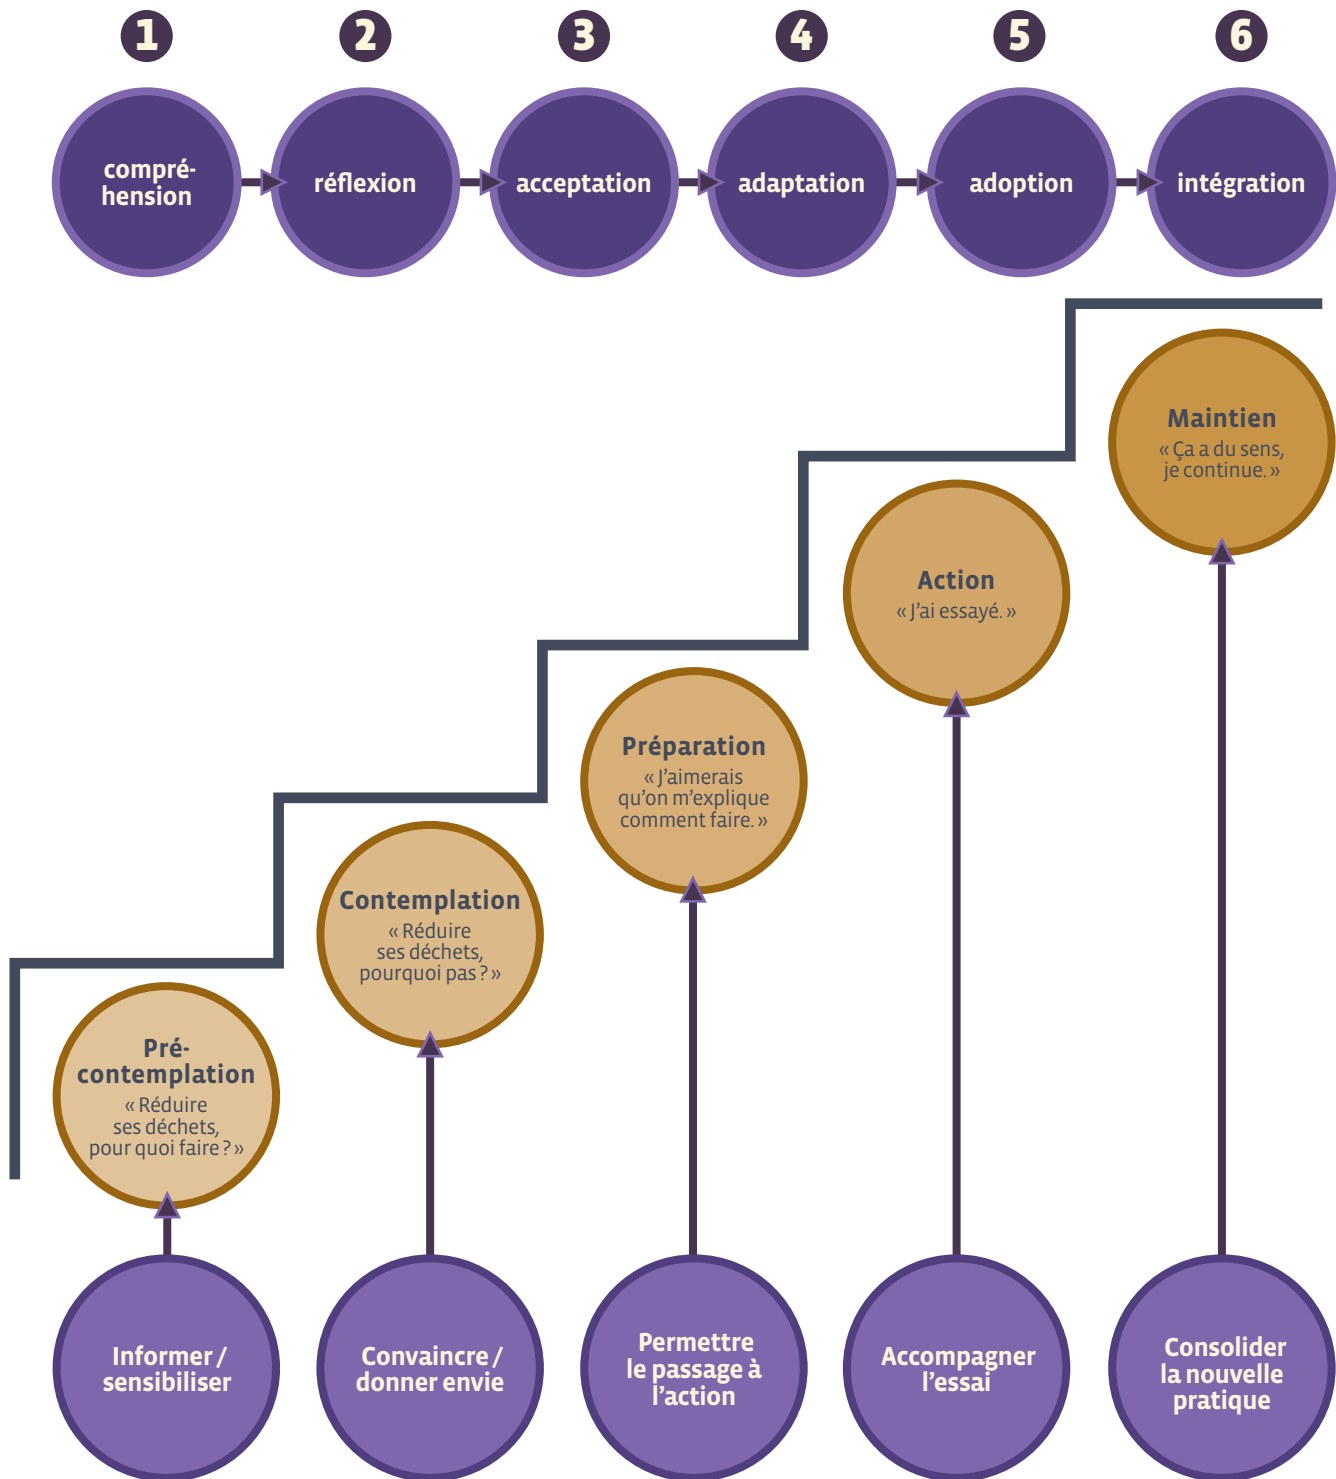 1
2
3
4
5
6
compré-
hension
réflexion
acceptation
adaptation
adoption
intégration
Maintien
« Ça a du sens,
je continue. »
Action
« J’ai essayé. »
Préparation
« J’aimerais
qu’on m’explique
comment faire. »
Contemplation
« Réduire
ses déchets,
pourquoi pas ? »
Pré-
contemplation
« Réduire
ses déchets,
pour quoi faire ? »
Informer /
sensibiliser
Convaincre /
donner envie
Permettre
le passage à
l’action
Accompagner
l’essai
Consolider
la nouvelle
pratique